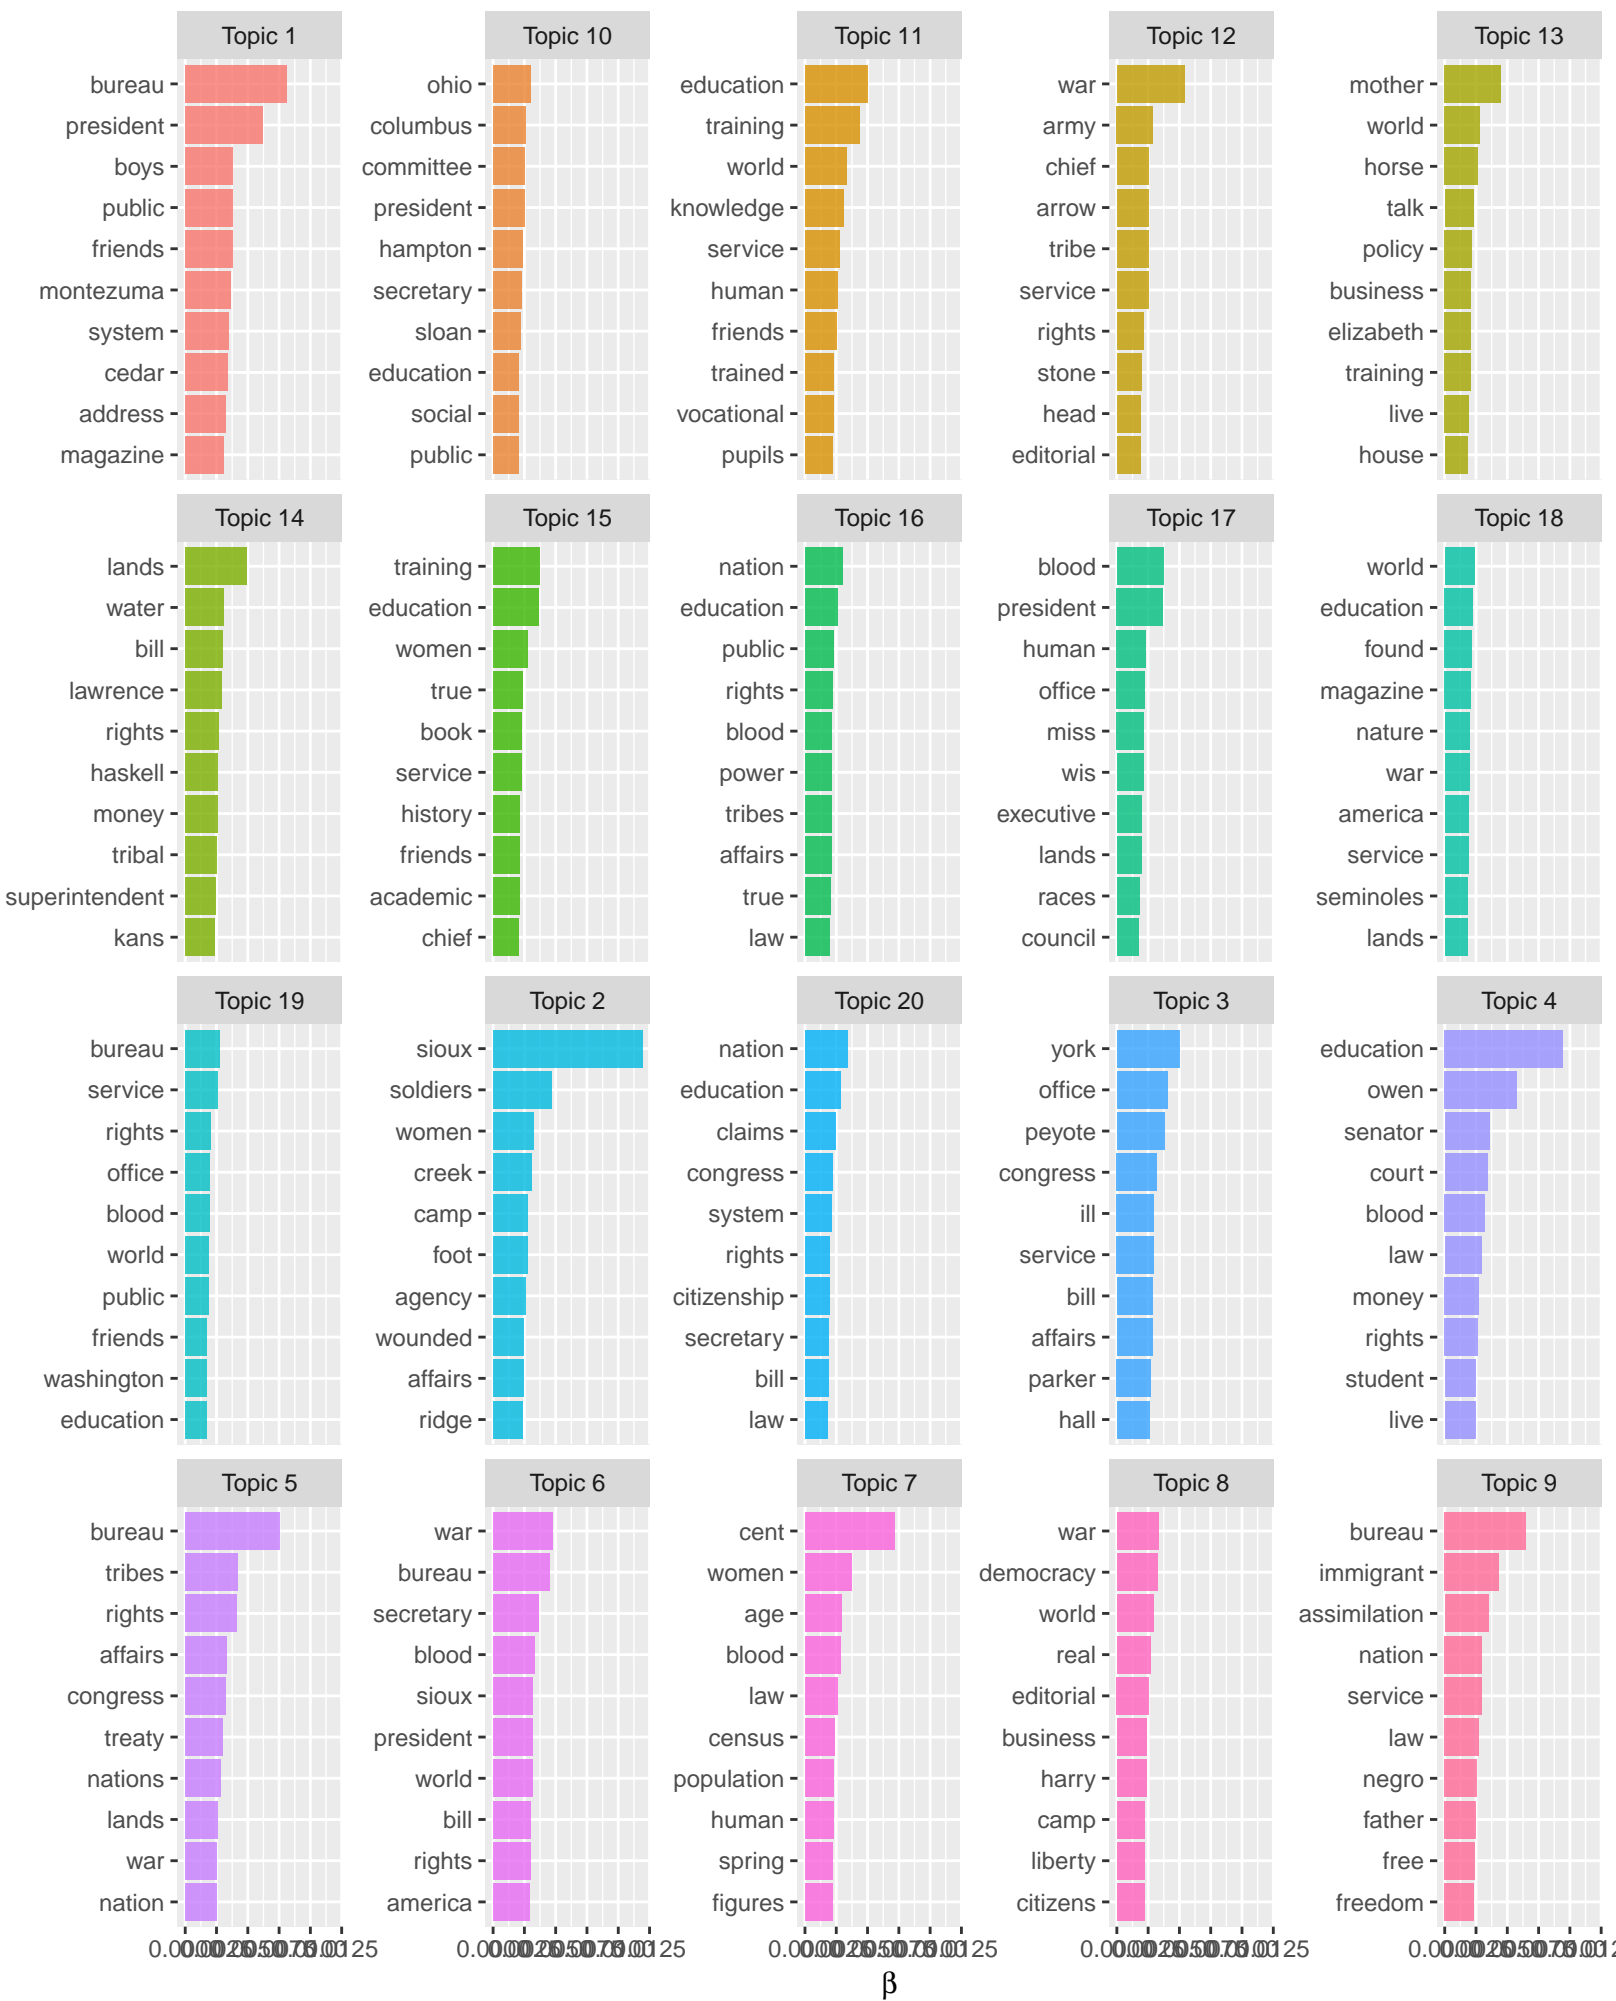 Topic 1
bureau
president
boys
public
friends
montezuma
system
cedar
address
magazine
Topic 10
ohio
columbus
committee
president
hampton
secretary
sloan
education
social
public
Topic 11
education
training
world
knowledge
service
human
friends
trained
vocational
pupils
Topic 12
war
army
chief
arrow
tribe
service
rights
stone
head
editorial
Topic 13
mother
world
horse
talk
policy
business
elizabeth
training
live
house
Topic 14
lands
water
bill
lawrence
rights
haskell
money
tribal
superintendent
kans
Topic 15
training
education
women
true
book
service
history
friends
academic
chief
Topic 16
nation
education
public
rights
blood
power
tribes
affairs
true
law
Topic 17
blood
president
human
office
miss
wis
executive
lands
races
council
Topic 18
world
education
found
magazine
nature
war
america
service
seminoles
lands
Topic 19
bureau
service
rights
office
blood
world
public
friends
washington
education
Topic 2
sioux
soldiers
women
creek
camp
foot
agency
wounded
affairs
ridge
Topic 20
nation
education
claims
congress
system
rights
citizenship
secretary
bill
law
Topic 3
york
office
peyote
congress
ill
service
bill
affairs
parker
hall
Topic 4
education
owen
senator
court
blood
law
money
rights
student
live
Topic 5
bureau
tribes
rights
affairs
congress
treaty
nations
lands
war
nation
Topic 6
war
bureau
secretary
blood
sioux
president
world
bill
rights
america
Topic 7
cent
women
age
blood
law
census
population
human
spring
figures
Topic 8
war
democracy
world
real
editorial
business
harry
camp
liberty
citizens
Topic 9
bureau
immigrant
assimilation
nation
service
law
negro
father
free
freedom
β